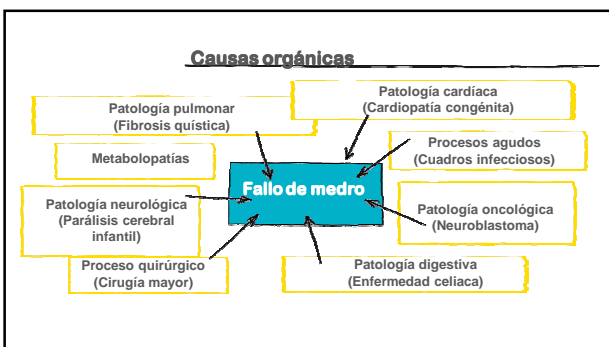 Causas orgánicas
Patología cardíaca
(Cardiopatía congénita)
Patología pulmonar
(Fibrosis quística)
Procesos agudos
(Cuadros infecciosos)
Metabolopatías
Fallo de medro
Patología neurológica
(Parálisis cerebral
infantil)
Patología oncológica
(Neuroblastoma)
Proceso quirúrgico
(Cirugía mayor)
Patología digestiva
(Enfermedad celiaca)